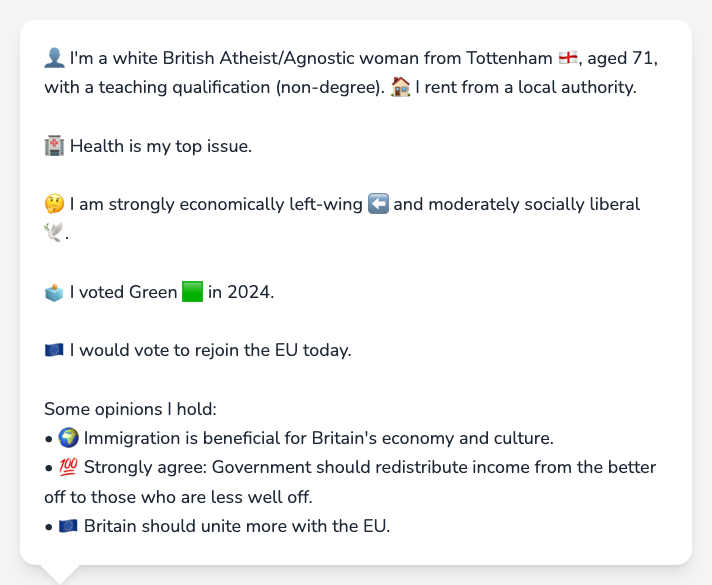 👤 I'm a white British Atheist/Agnostic woman from Tottenham 🏴󠁧󠁢󠁥󠁮󠁧󠁿, aged 71,
with a teaching qualification (non-degree). 🏠 I rent from a local authority.
🏥 Health is my top issue.
🤔 I am strongly economically left-wing ⬅️ and moderately socially liberal
🕊️.
🗳️ I voted Green 🟩 in 2024.
🇪🇺 I would vote to rejoin the EU today.
Some opinions I hold:
• 🌍 Immigration is beneficial for Britain's economy and culture.
• 💯 Strongly agree: Government should redistribute income from the better
off to those who are less well off.
• 🇪🇺 Britain should unite more with the EU.